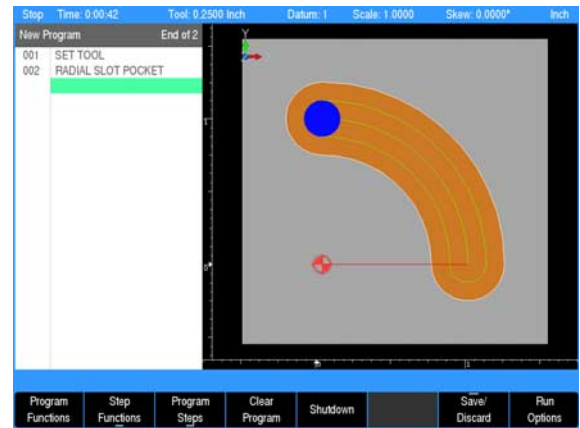 Stop Time: 0:00:42 Tool: 0.2500 Inch Datum: 1 Scale: 1.0000 Skew: 0.0000° Inch
New Program End of 2
001 SET TOOL
002 RADIAL SLOT POCKET
Y
1
0
0
1
Program Functions
Step Functions
Program Steps
Clear Program
Shutdown
Save/ Discard
Run Options